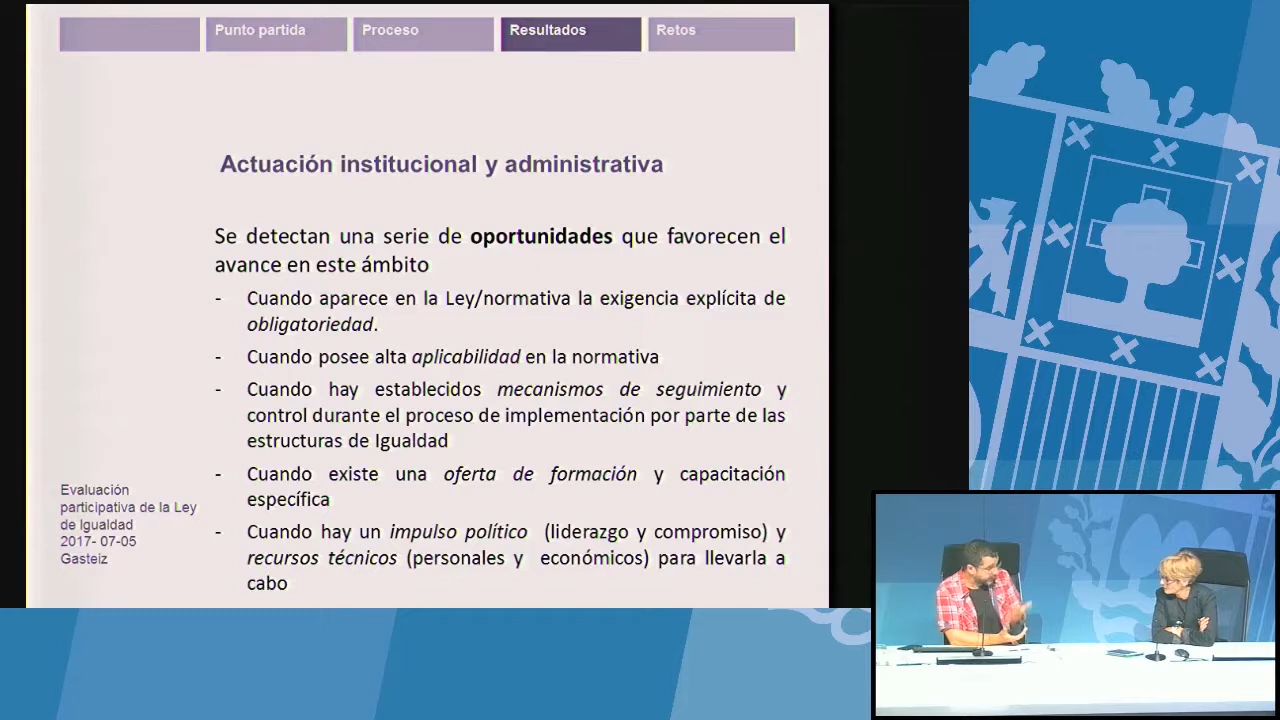 Punto partida
Proceso
Resultados
Retos
Actuación institucional y administrativa
Se detectan una serie de oportunidades que favorecen el
avance en este ámbito
- Cuando aparece en la Ley/normativa la exigencia explícita de
obligatoriedad.
- Cuando posee alta aplicabilidad en la normativa
- Cuando hay establecidos mecanismos de seguimiento y
control durante el proceso de implementación por parte de las
estructuras de Igualdad
- Cuando existe una oferta de formación y capacitación
específica
- Cuando hay un impulso político (liderazgo y compromiso) y
recursos técnicos (personales y económicos) para llevarla a
cabo
Evaluación
participativa de la Ley
de Igualdad
2017- 07-05
Gasteiz